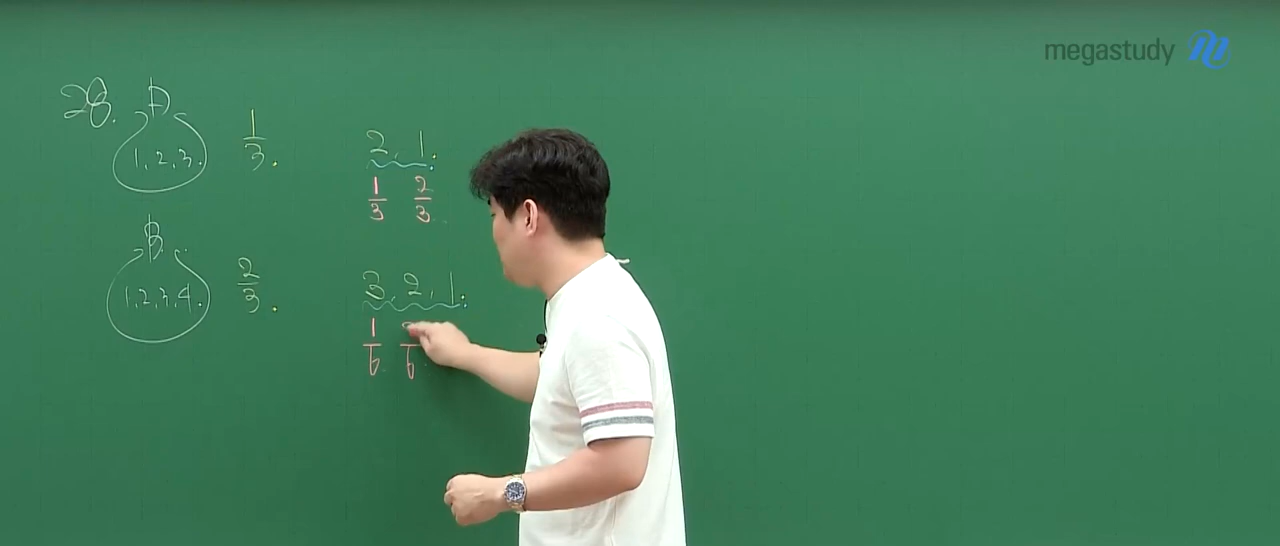 megastudy
28. A
1, 2, 3.
1/3.
2, 1.
1/3 2/3
B
1, 2, 3, 4.
2/3.
3, 2, 1.
1/6